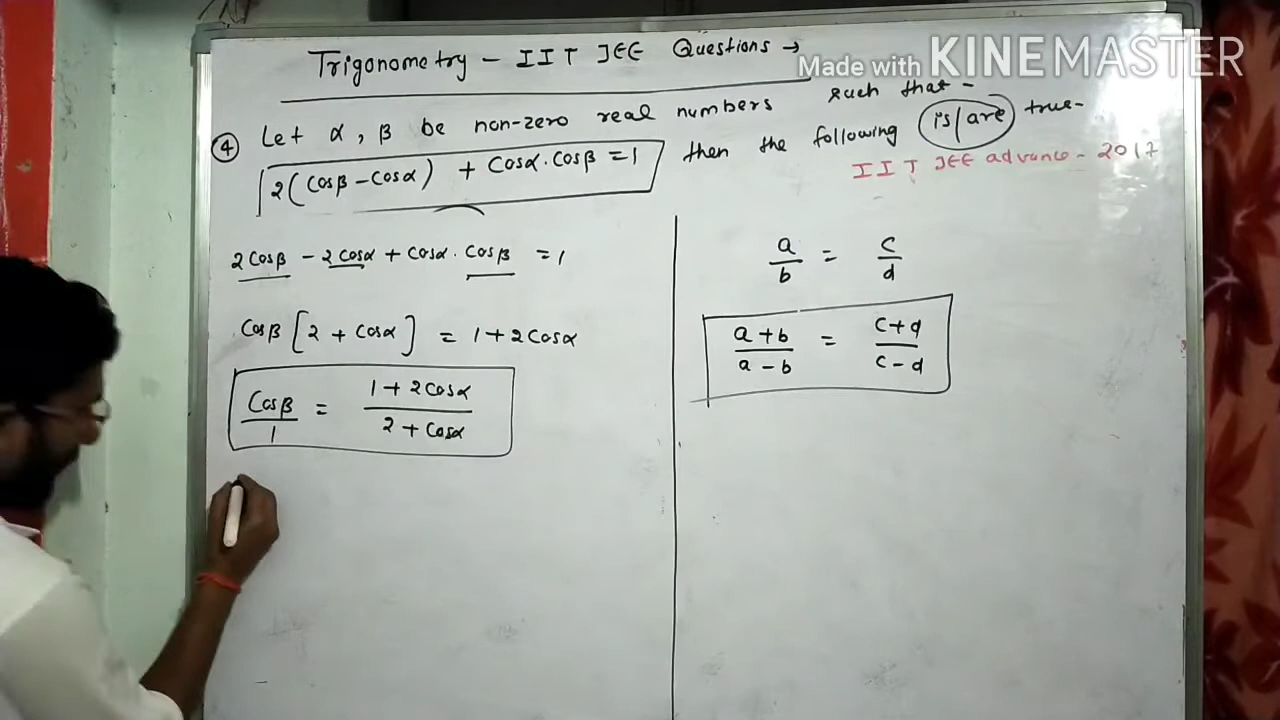 Trigonometry - IIT JEE Questions →
Made with KINEMASTER
④ Let α, β be non-zero real numbers such that -
2(Cosβ - Cosα) + Cosα.Cosβ = 1 then the following is/are true-
IIT JEE advance - 2017
2Cosβ - 2Cosα + Cosα. Cosβ = 1
Cosβ [2 + Cosα] = 1 + 2Cosα
Cosβ/1 = 1 + 2Cosα/2 + Cosα
a/b = c/d
a + b/a - b = c + d/c - d